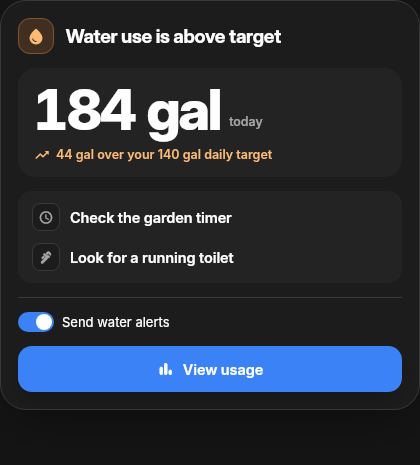 Water use is above target
184 gal today
44 gal over your 140 gal daily target
Check the garden timer
Look for a running toilet
Send water alerts
View usage